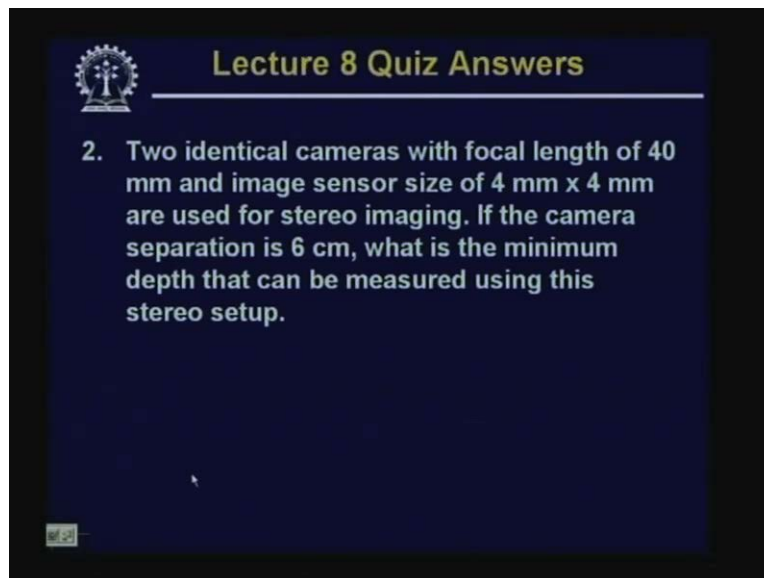 Lecture 8 Quiz Answers
2. Two identical cameras with focal length of 40
mm and image sensor size of 4 mm x 4 mm
are used for stereo imaging. If the camera
separation is 6 cm, what is the minimum
depth that can be measured using this
stereo setup.